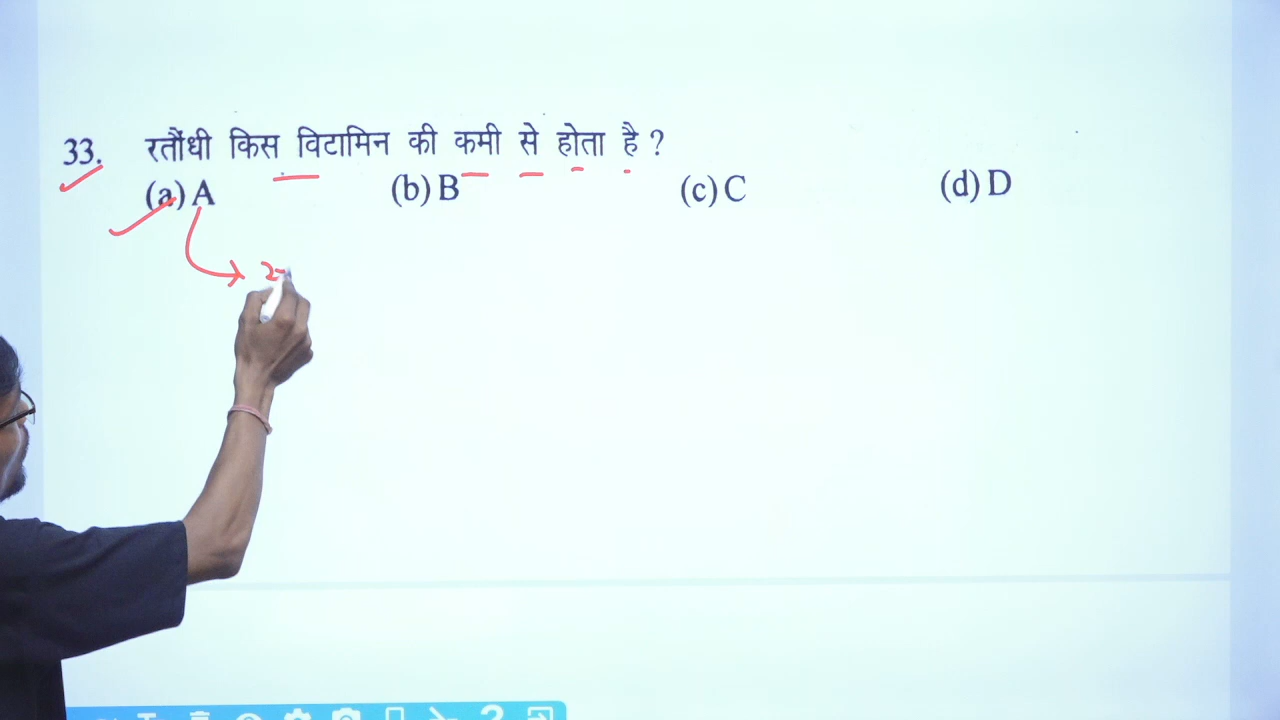 33. रतौंधी किस विटामिन की कमी से होता है ?
(a) A (b) B (c) C (d) D